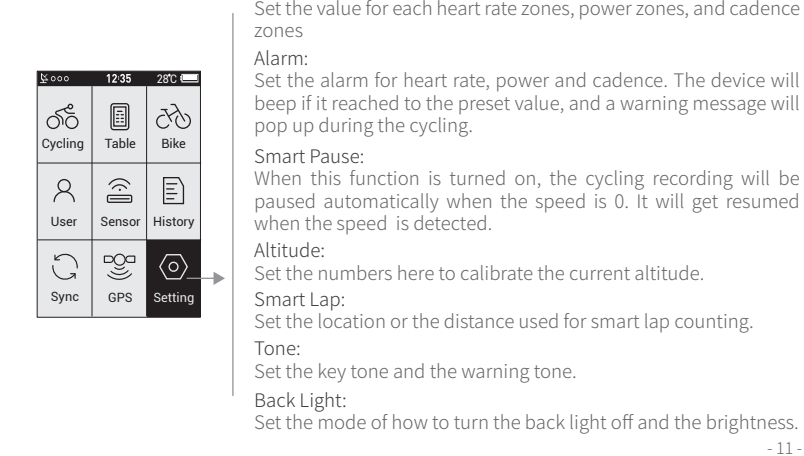 Set the value for each heart rate zones, power zones, and cadence
zones
Alarm:
Set the alarm for heart rate, power and cadence. The device will
beep if it reached to the preset value, and a warning message will
pop up during the cycling.
Smart Pause:
When this function is turned on, the cycling recording will be
paused automatically when the speed is 0. It will get resumed
when the speed is detected.
Altitude:
Set the numbers here to calibrate the current altitude.
Smart Lap:
Set the location or the distance used for smart lap counting.
Tone:
Set the key tone and the warning tone.
Back Light:
Set the mode of how to turn the back light off and the brightness.
12:35 28℃
Cycling Table Bike
User Sensor History
Sync GPS Setting
- 11 -